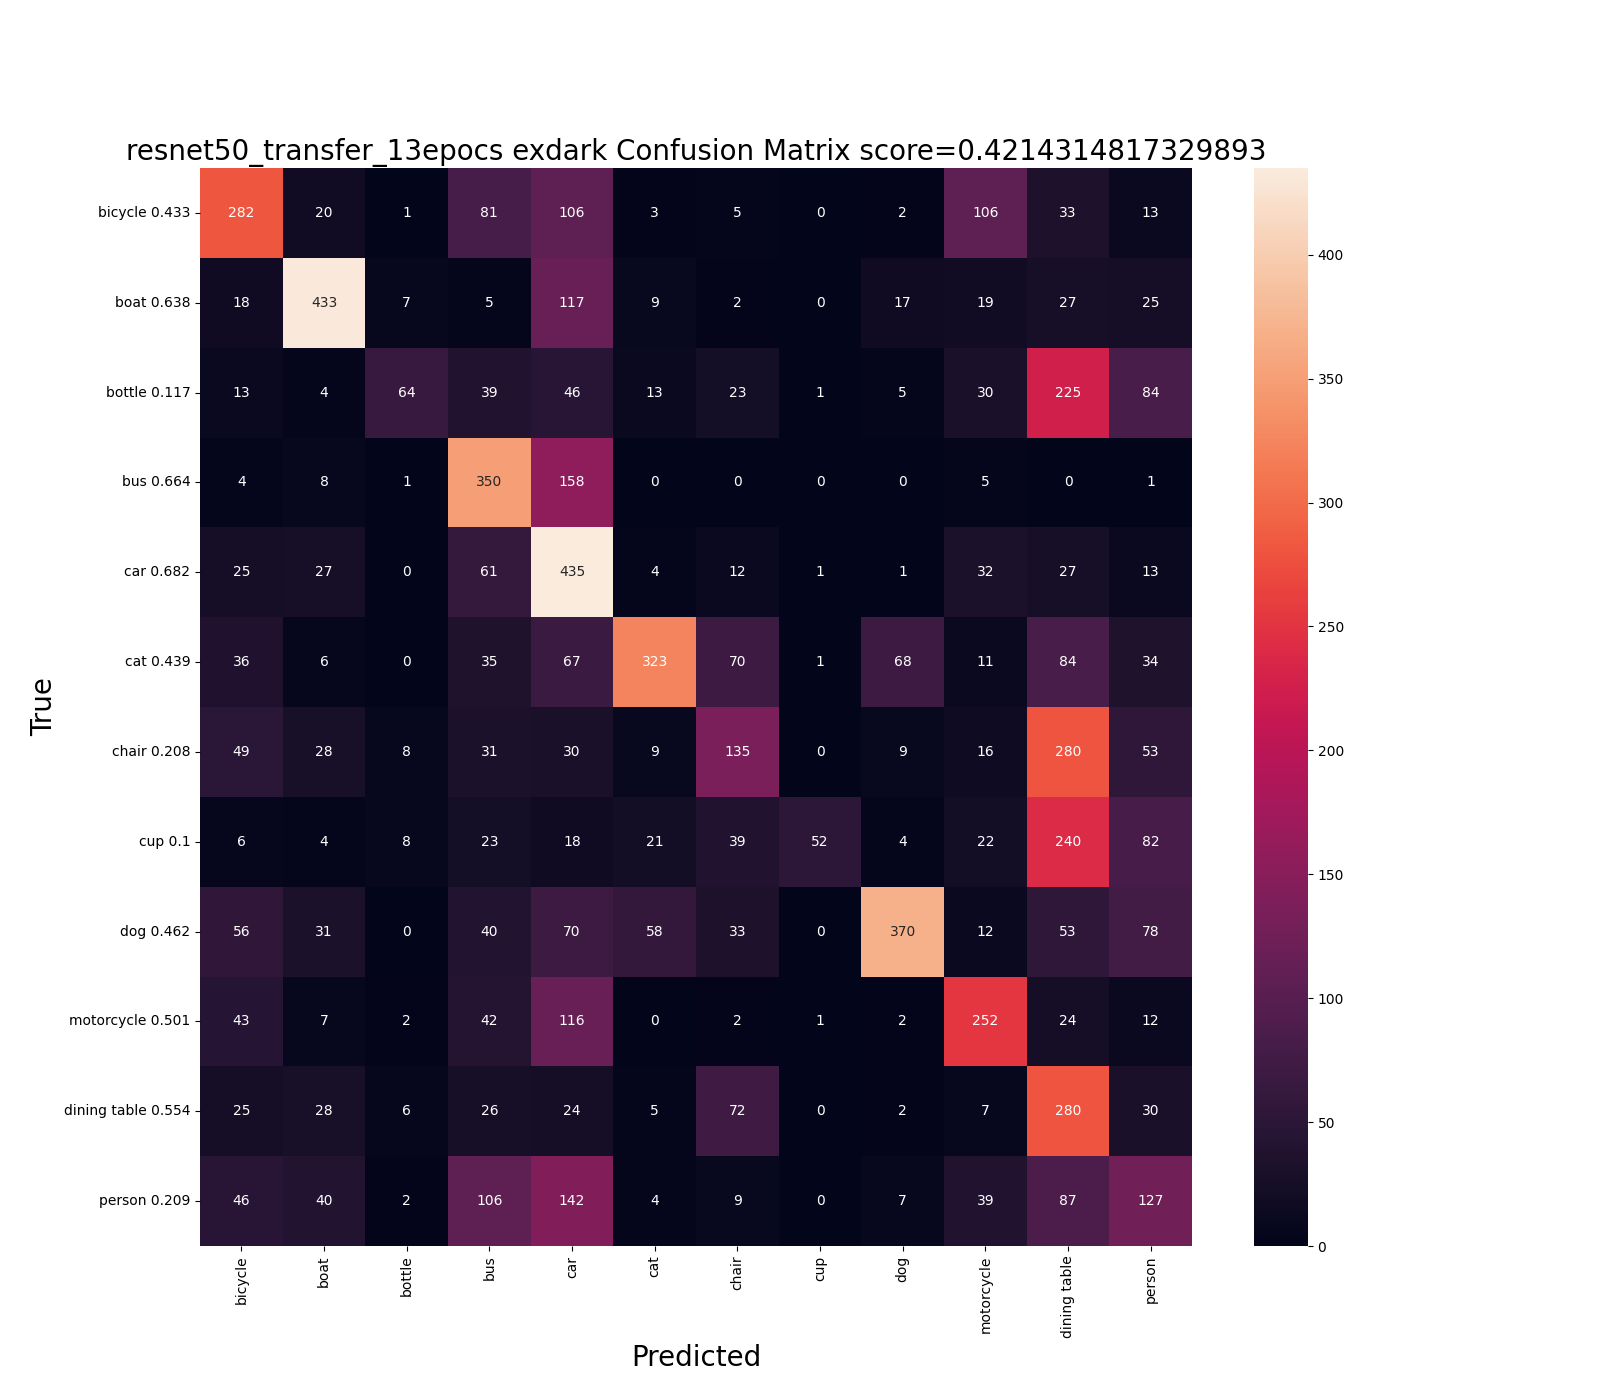 resnet50_transfer_13epocs exdark Confusion Matrix score=0.4214314817329893
bicycle 0.433 282 20 1 81 106 3 5 0 2 106 33 13
boat 0.638 18 433 7 5 117 9 2 0 17 19 27 25
bottle 0.117 13 4 64 39 46 13 23 1 5 30 225 84
bus 0.664 4 8 1 350 158 0 0 0 0 5 0 1
car 0.682 25 27 0 61 435 4 12 1 1 32 27 13
cat 0.439 36 6 0 35 67 323 70 1 68 11 84 34
chair 0.208 49 28 8 31 30 9 135 0 9 16 280 53
cup 0.1 6 4 8 23 18 21 39 52 4 22 240 82
dog 0.462 56 31 0 40 70 58 33 0 370 12 53 78
motorcycle 0.501 43 7 2 42 116 0 2 1 2 252 24 12
dining table 0.554 25 28 6 26 24 5 72 0 2 7 280 30
person 0.209 46 40 2 106 142 4 9 0 7 39 87 127
bicycle boat bottle bus car cat chair cup dog motorcycle dining table person
Predicted
True
400
350
300
250
200
150
100
50
0